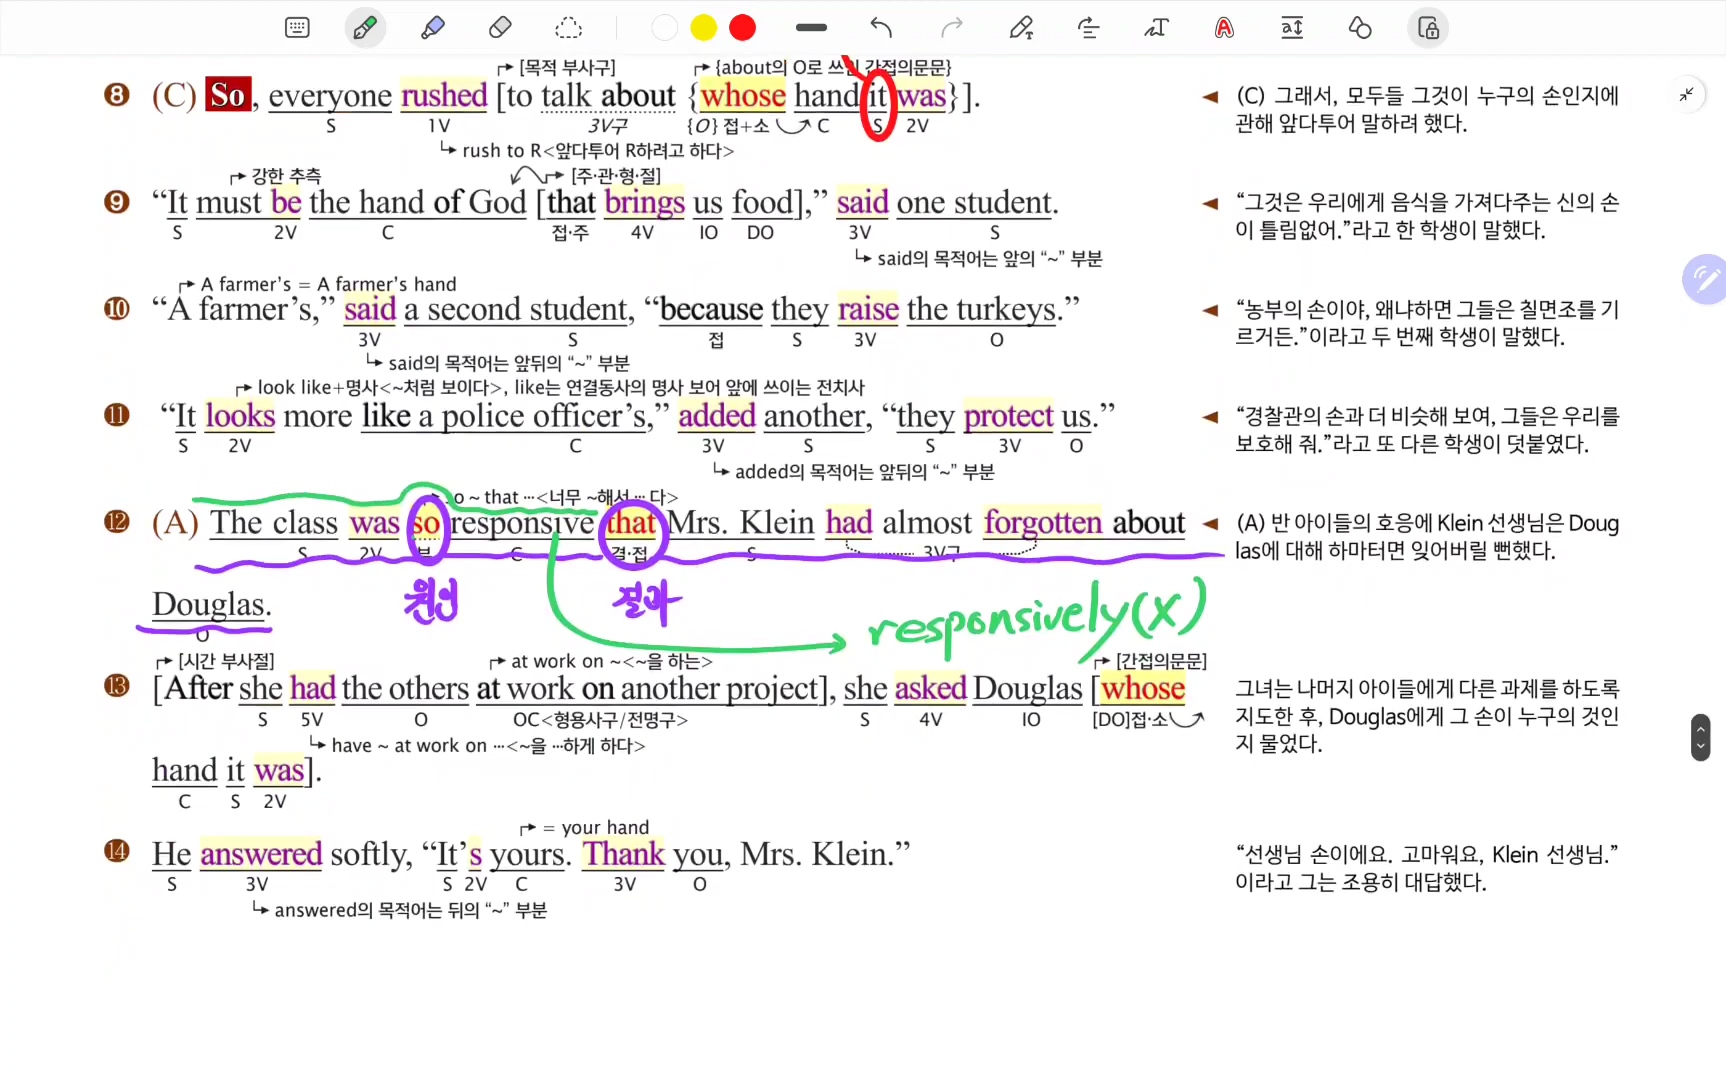 [목적 부사구] {about의 O로 쓰인 간접의문문}
❽ (C) So, everyone rushed [to talk about {whose hand it was}]. ◄ (C) 그래서, 모두들 그것이 누구의 손인지에
S 1V 3V구 {O} 접+소 C S 2V 관해 앞다투어 말하려 했다.
rush to R<앞다투어 R하려고 하다>
강한 추측 [주·관·형·절]
❾ “It must be the hand of God [that brings us food],” said one student. ◄ “그것은 우리에게 음식을 가져다주는 신의 손
S 2V C 접·주 4V IO DO 3V S 이 틀림없어.”라고 한 학생이 말했다.
said의 목적어는 앞의 “~” 부분
A farmer’s = A farmer’s hand
❿ “A farmer’s,” said a second student, “because they raise the turkeys.” ◄ “농부의 손이야, 왜냐하면 그들은 칠면조를 기
3V S 접 S 3V O 르거든.”이라고 두 번째 학생이 말했다.
said의 목적어는 앞뒤의 “~” 부분
look like+명사<~처럼 보이다>, like는 연결동사의 명사 보어 앞에 쓰이는 전치사
⓫ “It looks more like a police officer’s,” added another, “they protect us.” ◄ “경찰관의 손과 더 비슷해 보여, 그들은 우리를
S 2V C 3V S S 3V O 보호해 줘.”라고 또 다른 학생이 덧붙였다.
added의 목적어는 앞뒤의 “~” 부분
so ~ that ···<너무 ~해서 ··· 다>
⓬ (A) The class was so responsive that Mrs. Klein had almost forgotten about ◄ (A) 반 아이들의 호응에 Klein 선생님은 Doug
S 2V 부 C 결·접 S 3V구 las에 대해 하마터면 잊어버릴 뻔했다.
원인 결과 responsively(X)
Douglas.
O
[시간 부사절] at work on ~<~을 하는> [간접의문문]
⓭ [After she had the others at work on another project], she asked Douglas [whose 그녀는 나머지 아이들에게 다른 과제를 하도록
S 5V O OC<형용사구/전명구> S 4V IO [DO]접·소 지도한 후, Douglas에게 그 손이 누구의 것인
have ~ at work on ···<~을 ···하게 하다> 지 물었다.
hand it was].
C S 2V
= your hand
⓮ He answered softly, “It’s yours. Thank you, Mrs. Klein.” “선생님 손이에요. 고마워요, Klein 선생님.”
S 3V S 2V C 3V O 이라고 그는 조용히 대답했다.
answered의 목적어는 뒤의 “~” 부분